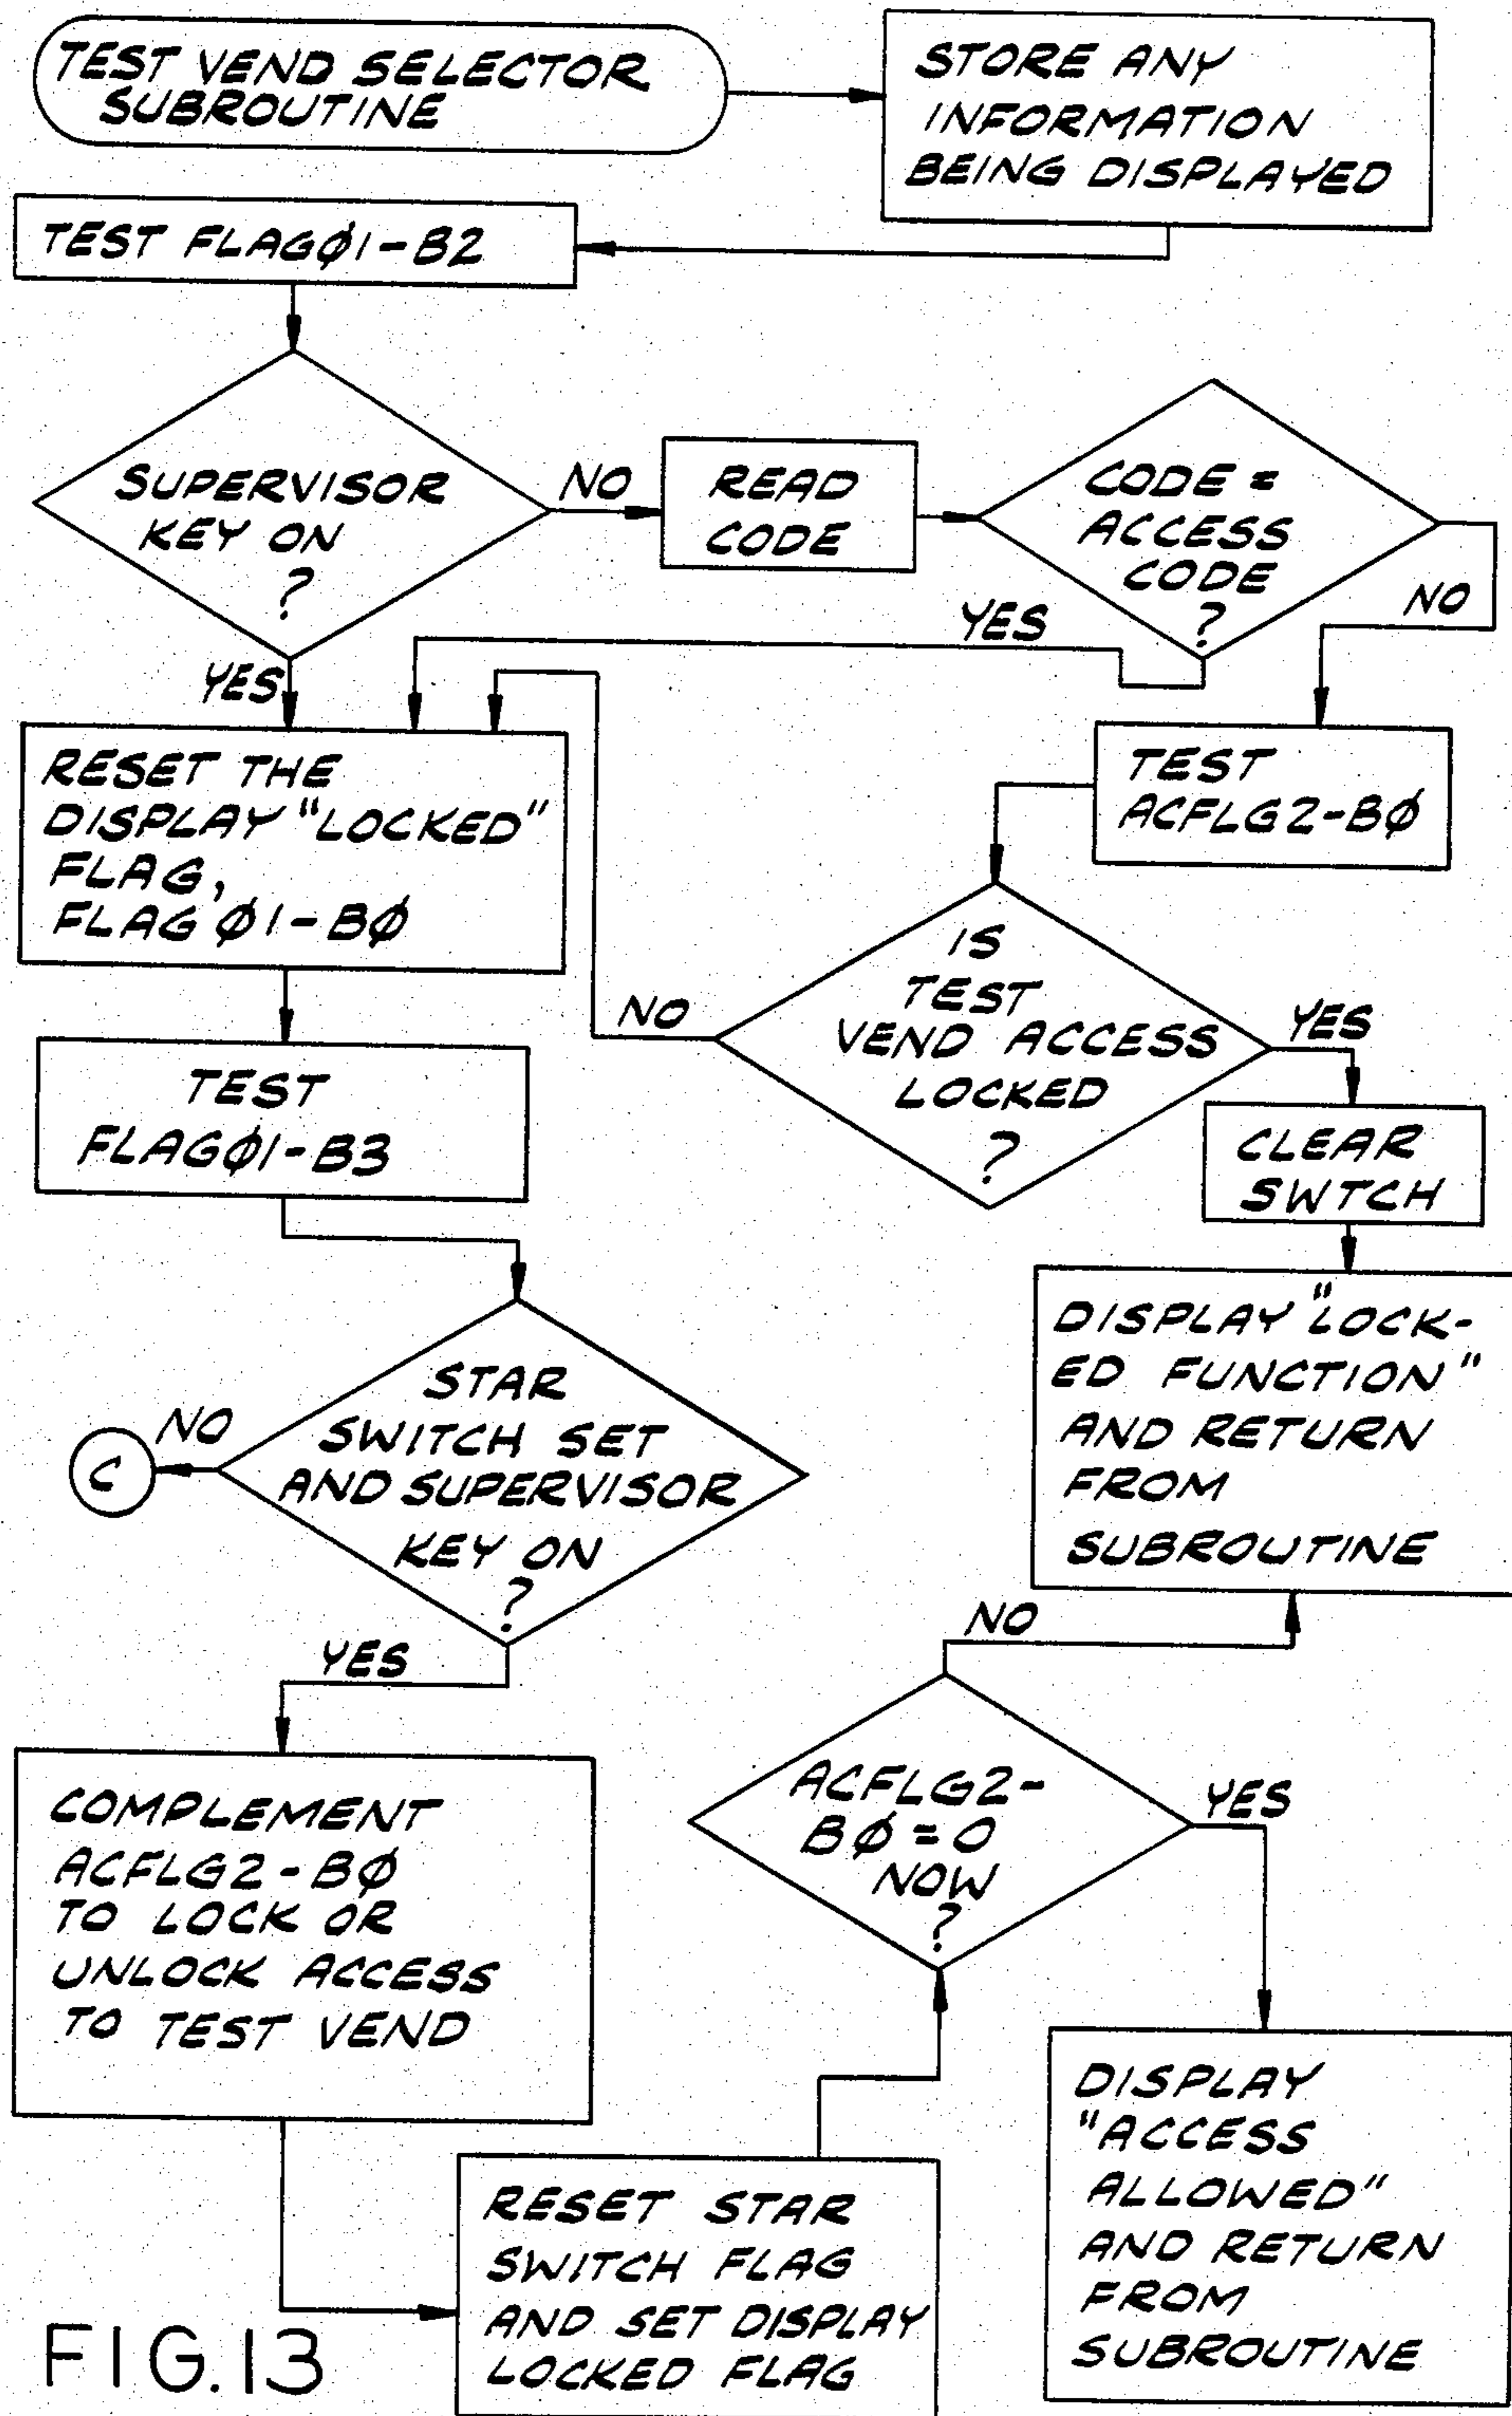 TEST VEND SELECTOR
SUBROUTINE
STORE ANY
INFORMATION
BEING DISPLAYED
TEST FLAGØ1-B2
SUPERVISOR
KEY ON
?
NO
READ
CODE
CODE =
ACCESS
CODE
?
NO
YES
YES
RESET THE
DISPLAY "LOCKED"
FLAG,
FLAG Ø1-BØ
TEST
ACFLG2-BØ
IS
TEST
VEND ACCESS
LOCKED
?
NO
YES
CLEAR
SWTCH
TEST
FLAGØ1-B3
DISPLAY "LOCK-
ED FUNCTION"
AND RETURN
FROM
SUBROUTINE
STAR
SWITCH SET
AND SUPERVISOR
KEY ON
?
NO
C
YES
NO
COMPLEMENT
ACFLG2-BØ
TO LOCK OR
UNLOCK ACCESS
TO TEST VEND
ACFLG2-
BØ=0
NOW
?
YES
RESET STAR
SWITCH FLAG
AND SET DISPLAY
LOCKED FLAG
DISPLAY
"ACCESS
ALLOWED"
AND RETURN
FROM
SUBROUTINE
FIG.13